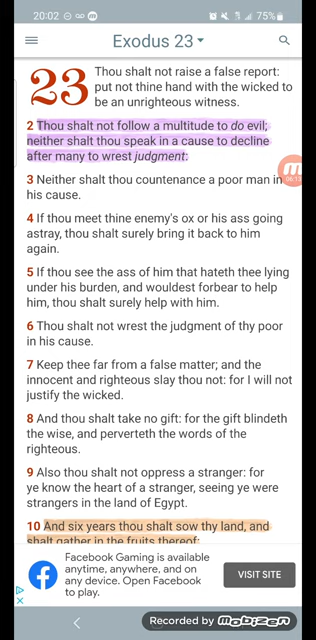 20:02
75%
Exodus 23
23 Thou shalt not raise a false report:
put not thine hand with the wicked to
be an unrighteous witness.
2 Thou shalt not follow a multitude to do evil;
neither shalt thou speak in a cause to decline
after many to wrest judgment:
3 Neither shalt thou countenance a poor man in
his cause.
4 If thou meet thine enemy's ox or his ass going
astray, thou shalt surely bring it back to him
again.
5 If thou see the ass of him that hateth thee lying
under his burden, and wouldest forbear to help
him, thou shalt surely help with him.
6 Thou shalt not wrest the judgment of thy poor
in his cause.
7 Keep thee far from a false matter; and the
innocent and righteous slay thou not: for I will not
justify the wicked.
8 And thou shalt take no gift: for the gift blindeth
the wise, and perverteth the words of the
righteous.
9 Also thou shalt not oppress a stranger: for
ye know the heart of a stranger, seeing ye were
strangers in the land of Egypt.
10 And six years thou shalt sow thy land, and
shalt gather in the fruits thereof:
Facebook Gaming is available
anytime, anywhere, and on
any device. Open Facebook
to play.
VISIT SITE
Recorded by Mobizen